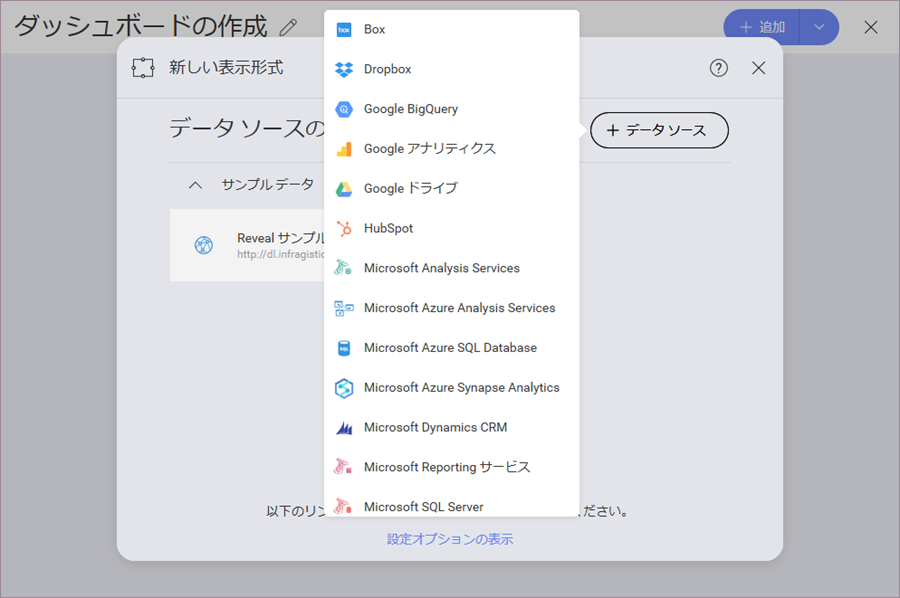 ダッシュボードの作成
+ 追加
新しい表示形式
データ ソースの
+ データ ソース
サンプル データ
Reveal サンプル
http://dl.infragistic
Box
Dropbox
Google BigQuery
Google アナリティクス
Google ドライブ
HubSpot
Microsoft Analysis Services
Microsoft Azure Analysis Services
Microsoft Azure SQL Database
Microsoft Azure Synapse Analytics
Microsoft Dynamics CRM
Microsoft Reporting サービス
Microsoft SQL Server
以下のリン ください。
設定オプションの表示